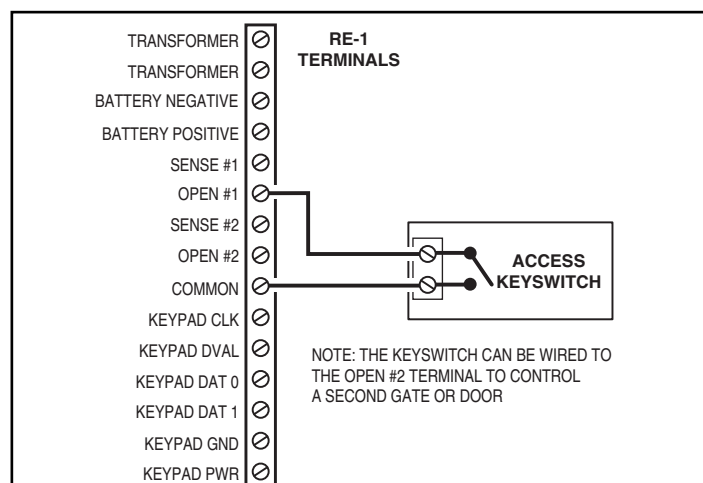 RE-1
TERMINALS
TRANSFORMER
TRANSFORMER
BATTERY NEGATIVE
BATTERY POSITIVE
SENSE #1
OPEN #1
SENSE #2
OPEN #2
COMMON
KEYPAD CLK
KEYPAD DVAL
KEYPAD DAT 0
KEYPAD DAT 1
KEYPAD GND
KEYPAD PWR
ACCESS
KEYSWITCH
NOTE: THE KEYSWITCH CAN BE WIRED TO
THE OPEN #2 TERMINAL TO CONTROL
A SECOND GATE OR DOOR